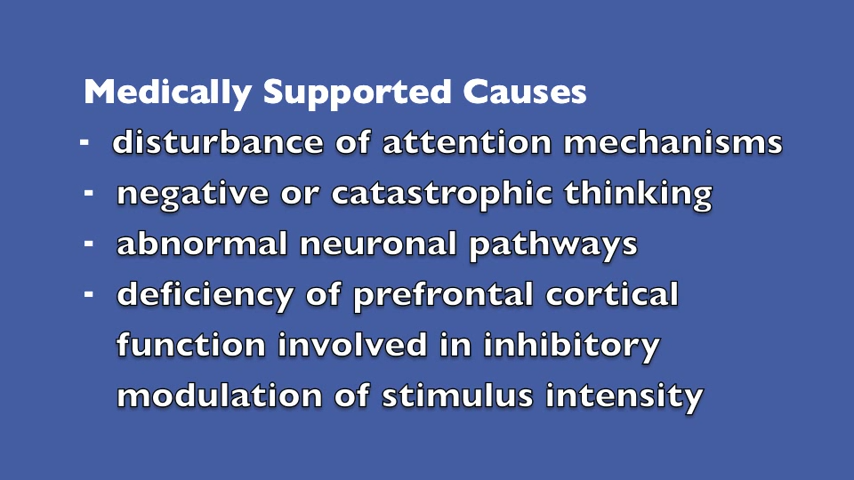 Medically Supported Causes
- disturbance of attention mechanisms
- negative or catastrophic thinking
- abnormal neuronal pathways
- deficiency of prefrontal cortical
function involved in inhibitory
modulation of stimulus intensity